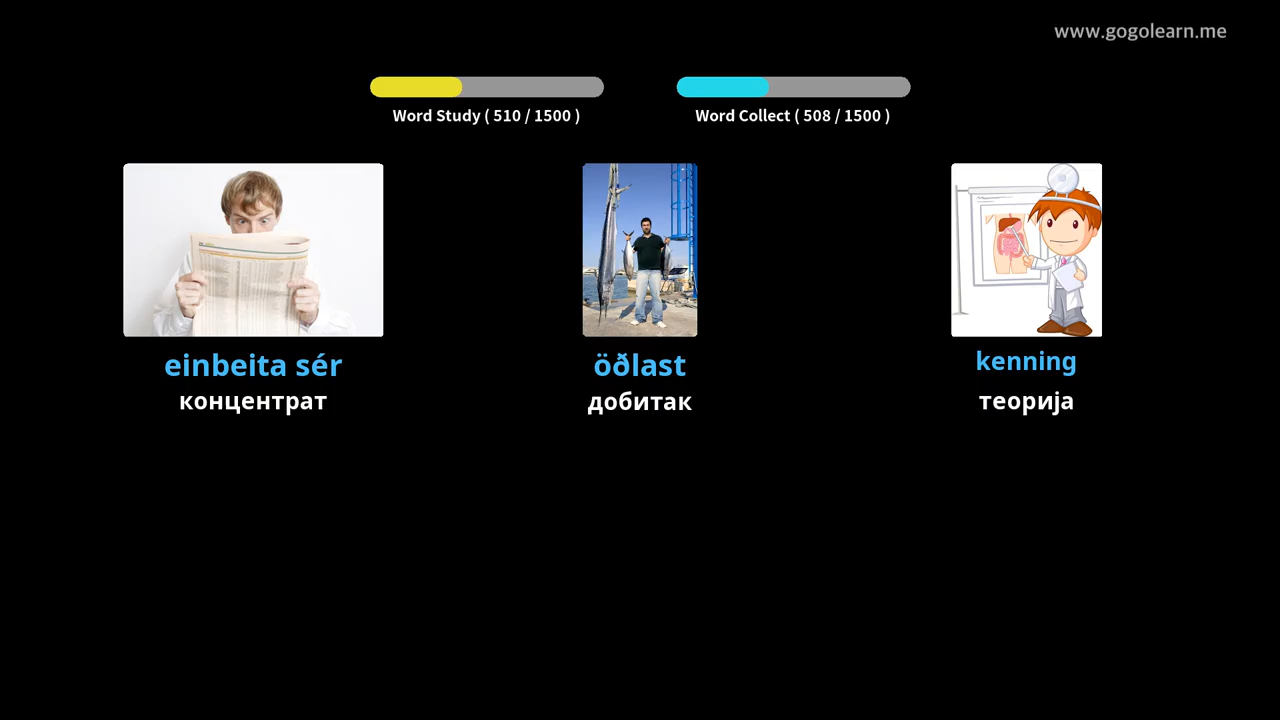 www.gogolearn.me
Word Study ( 510 / 1500 )
Word Collect ( 508 / 1500 )
einbeita sér
öðlast
kenning
концентрат
добитак
теорија